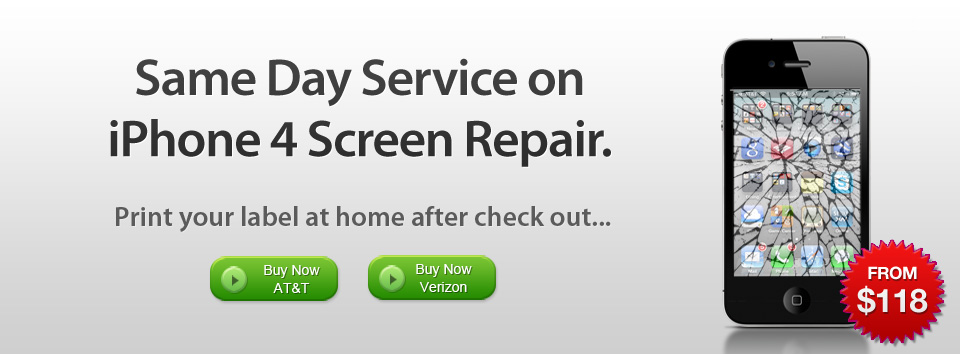 Same Day Service on
iPhone 4 Screen Repair.
Print your label at home after check out...
Buy Now
AT&T
Buy Now
Verizon
FROM
$118